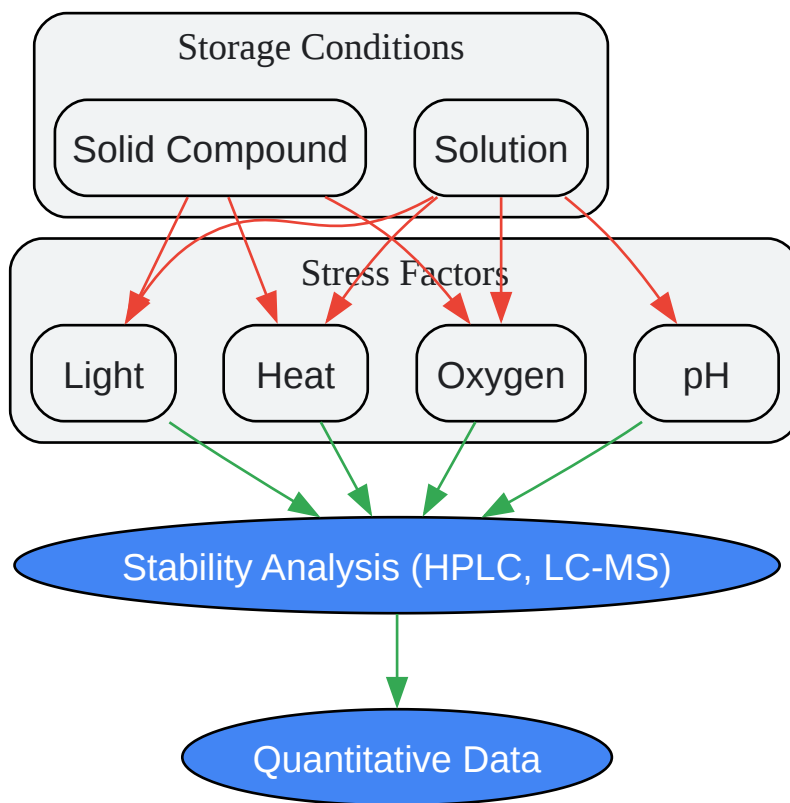 Storage Conditions
Solid Compound
Solution
Stress Factors
Light
Heat
Oxygen
pH
Stability Analysis (HPLC, LC-MS)
Quantitative Data